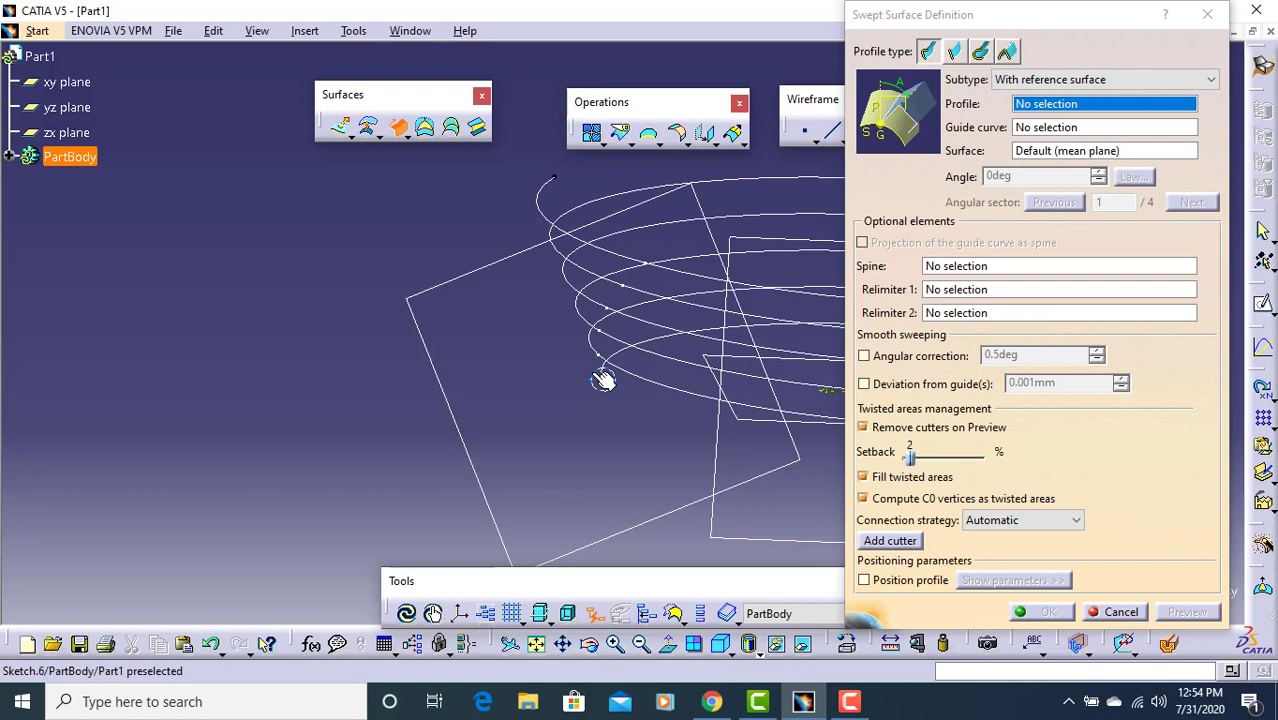 CATIA V5 - [Part1]
Start
ENOVIA V5 VPM
File
Edit
View
Insert
Tools
Window
Help
Part1
xy plane
yz plane
zx plane
PartBody
Surfaces
Operations
Wireframe
Swept Surface Definition
?
Profile type:
A
P
S
G
Subtype: With reference surface
Profile: No selection
Guide curve: No selection
Surface: Default (mean plane)
Angle: 0deg Law...
Angular sector: Previous 1 / 4 Next
Optional elements
Projection of the guide curve as spine
Spine: No selection
Relimiter 1: No selection
Relimiter 2: No selection
Smooth sweeping
Angular correction: 0.5deg
Deviation from guide(s): 0.001mm
Twisted areas management
Remove cutters on Preview
2
Setback %
Fill twisted areas
Compute C0 vertices as twisted areas
Connection strategy: Automatic
Add cutter
Positioning parameters
Position profile Show parameters >>
OK Cancel Preview
Tools
PartBody
f(x)
ABC
CATIA
Sketch.6/PartBody/Part1 preselected
Type here to search
12:54 PM
7/31/2020
1